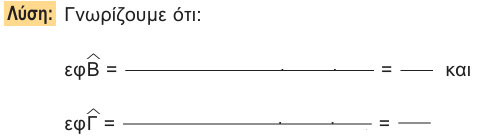 Λύση: Γνωρίζουμε ότι:
εφB̂ = ――― = ― και
εφΓ̂ = ――― = ―